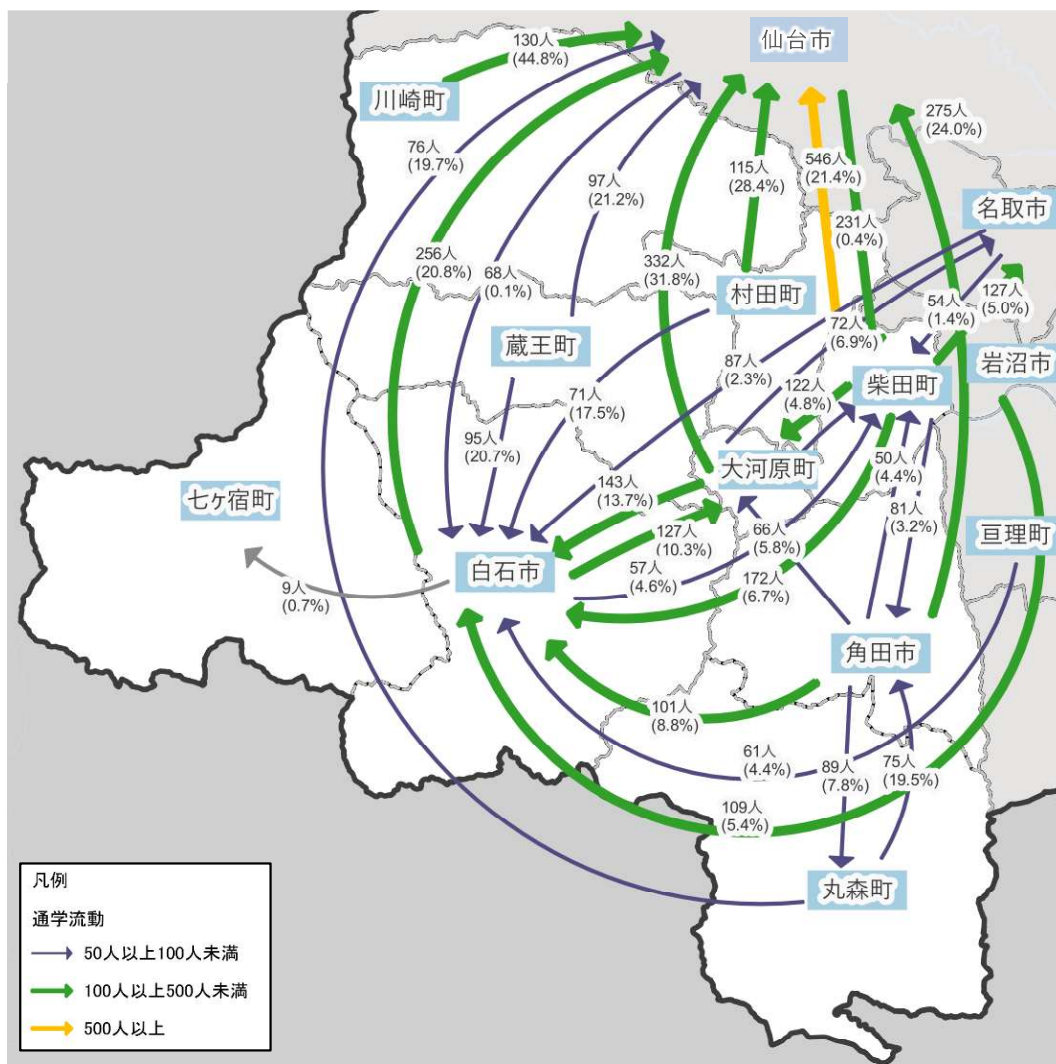 仙台市
130人
(44.8%)
川崎町
275人
(24.0%)
76人
(19.7%)
97人
(21.2%)
115人
(28.4%)
546人
(21.4%)
名取市
231人
(0.4%)
256人
(20.8%)
68人
(0.1%)
332人
(31.8%)
村田町
127人
(5.0%)
54人
(1.4%)
72人
(6.9%)
蔵王町
岩沼市
87人
(2.3%)
柴田町
122人
(4.8%)
71人
(17.5%)
95人
(20.7%)
50人
(4.4%)
大河原町
143人
(13.7%)
七ヶ宿町
81人
(3.2%)
127人
(10.3%)
66人
(5.8%)
亘理町
白石市
57人
(4.6%)
172人
(6.7%)
9人
(0.7%)
角田市
101人
(8.8%)
61人
(4.4%)
89人
(7.8%)
75人
(19.5%)
109人
(5.4%)
丸森町
凡例
通学流動
50人以上100人未満
100人以上500人未満
500人以上